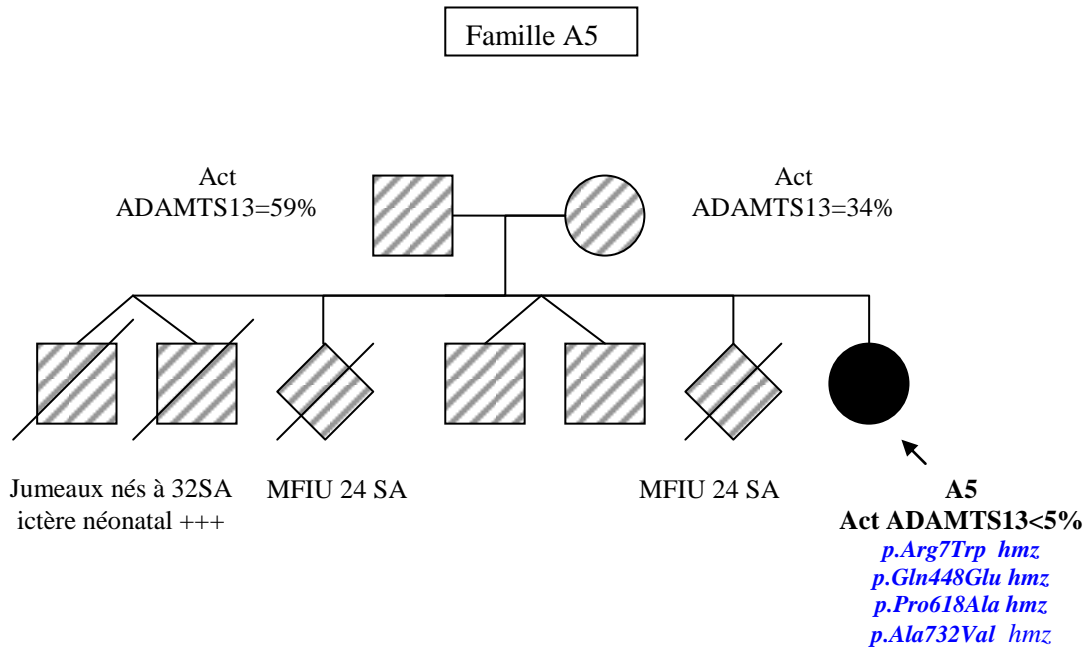 Famille A5
Act
ADAMTS13=59%
Act
ADAMTS13=34%
Jumeaux nés à 32SA
ictère néonatal +++
MFIU 24 SA
MFIU 24 SA
A5
Act ADAMTS13<5%
p.Arg7Trp hmz
p.Gln448Glu hmz
p.Pro618Ala hmz
p.Ala732Val hmz